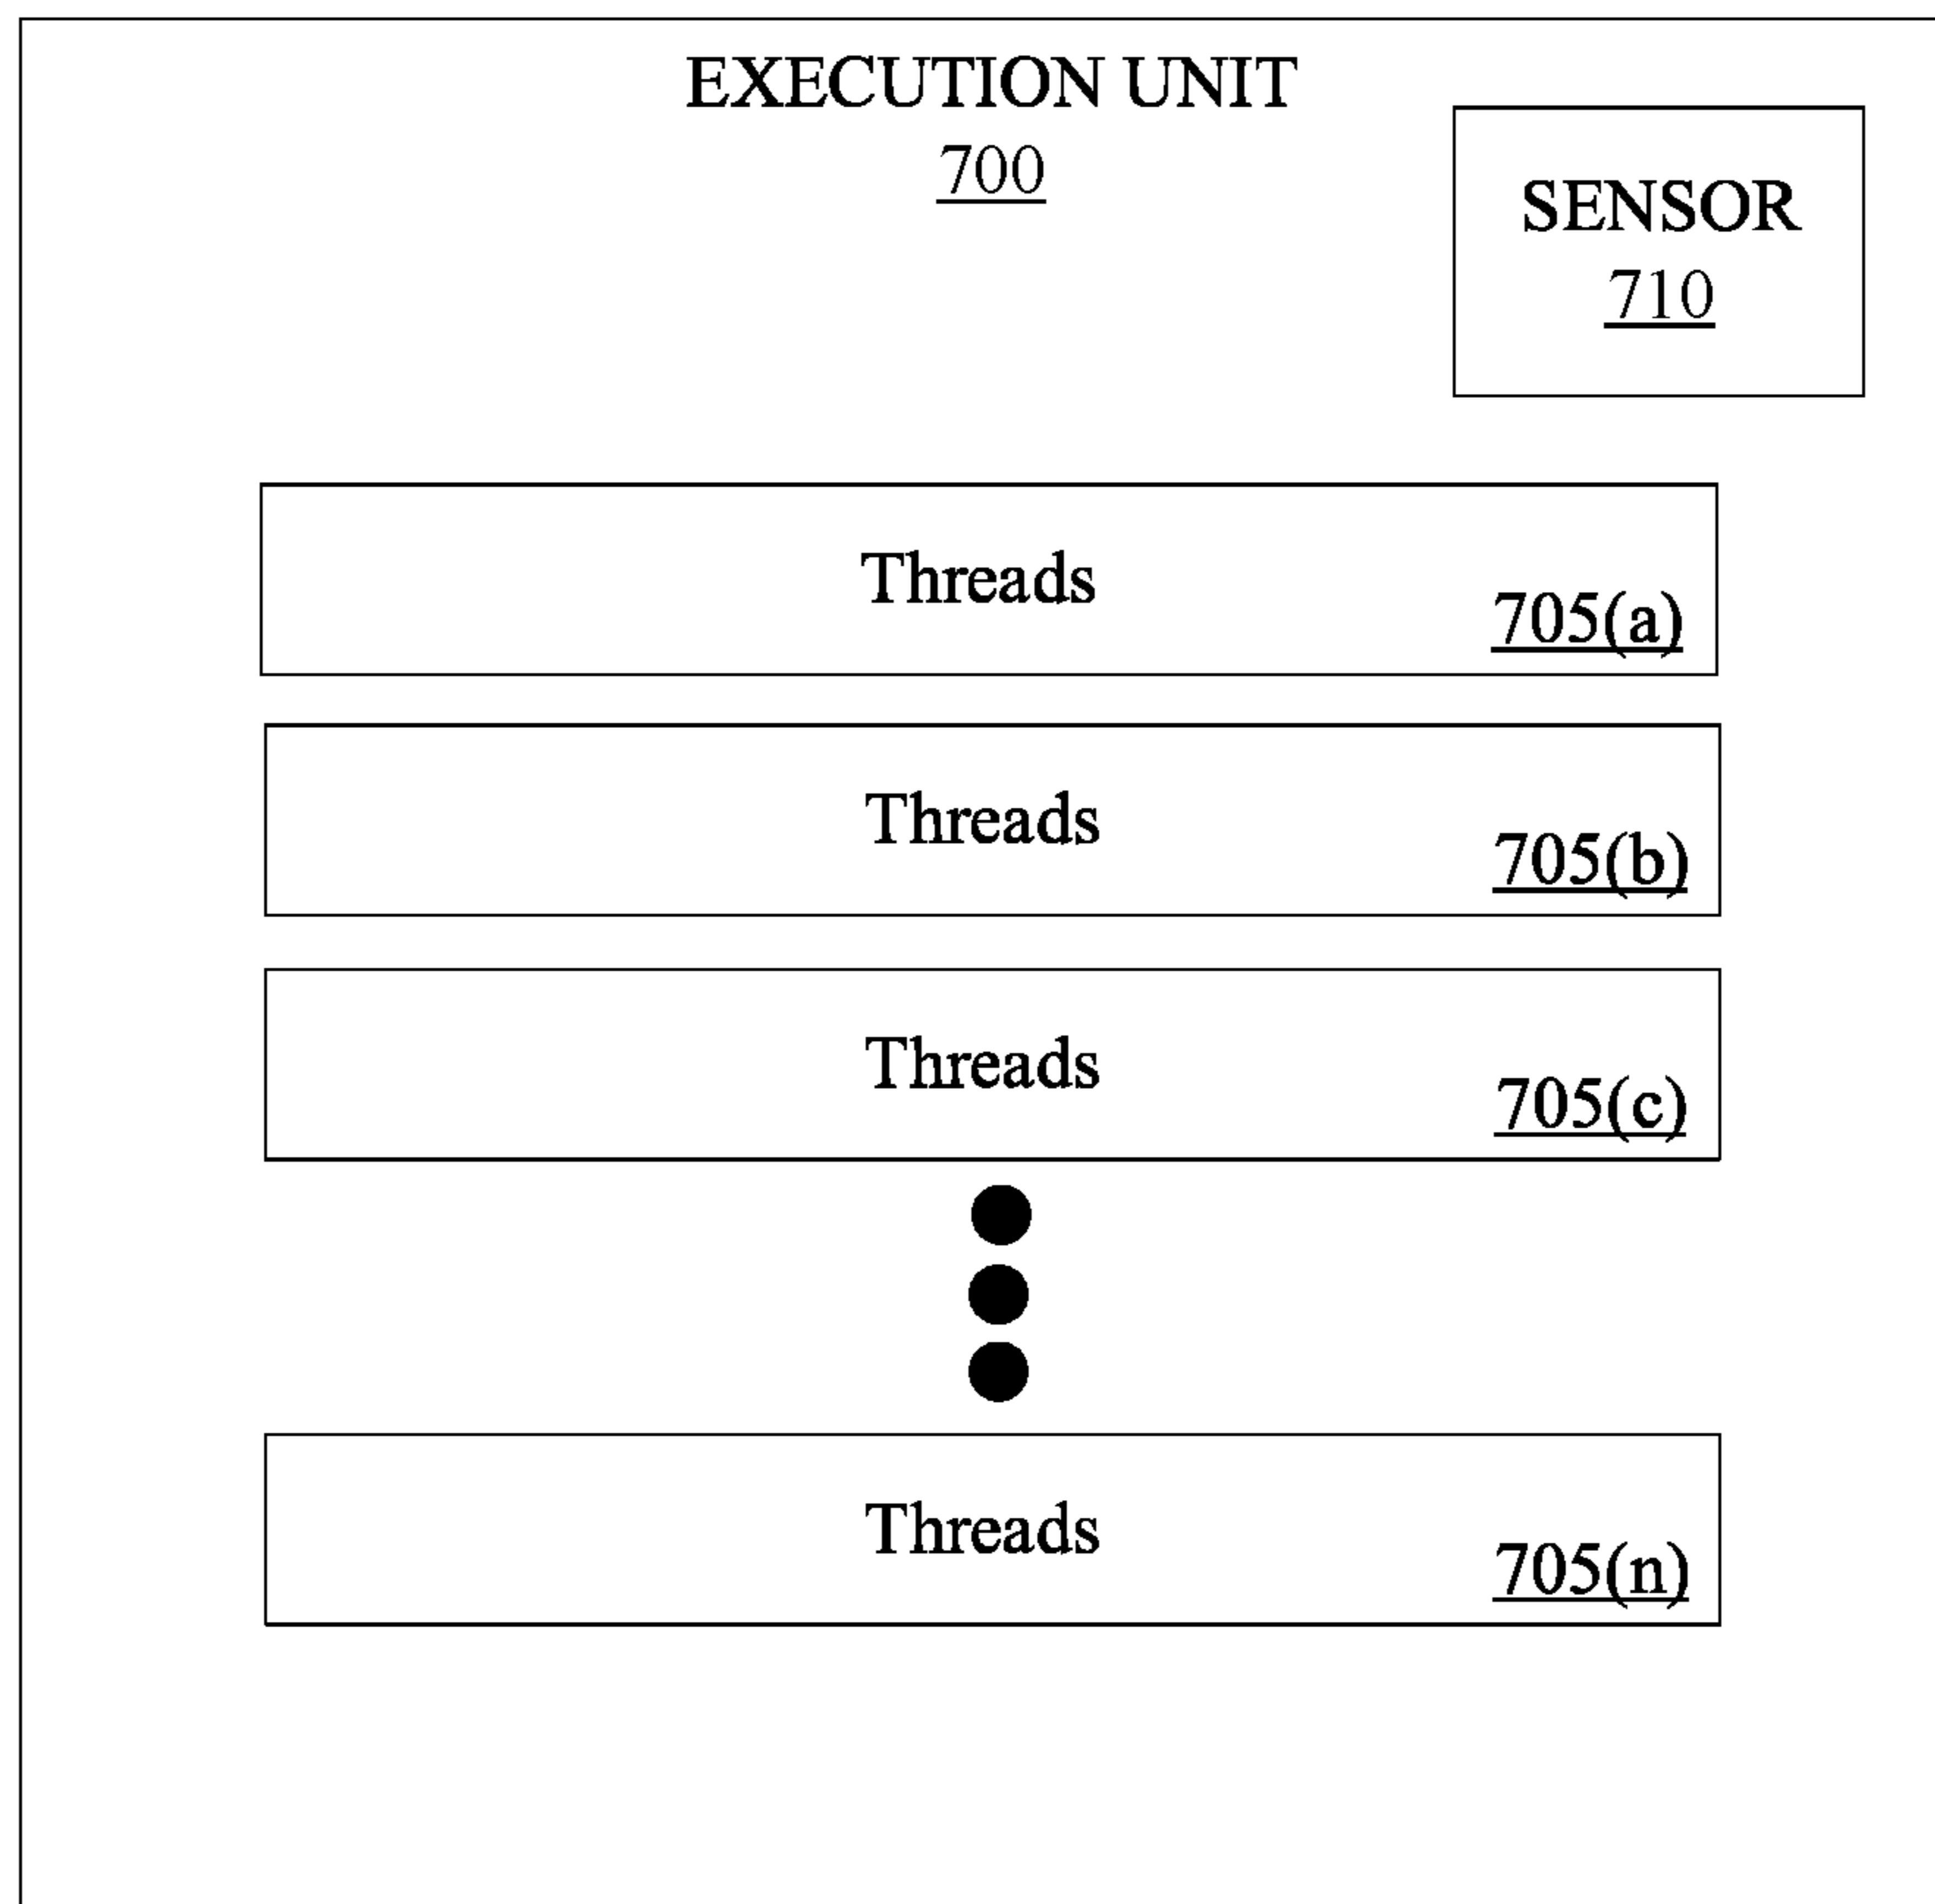 EXECUTION UNIT
700
SENSOR
710
Threads
705(a)
Threads
705(b)
Threads
705(c)
Threads
705(n)